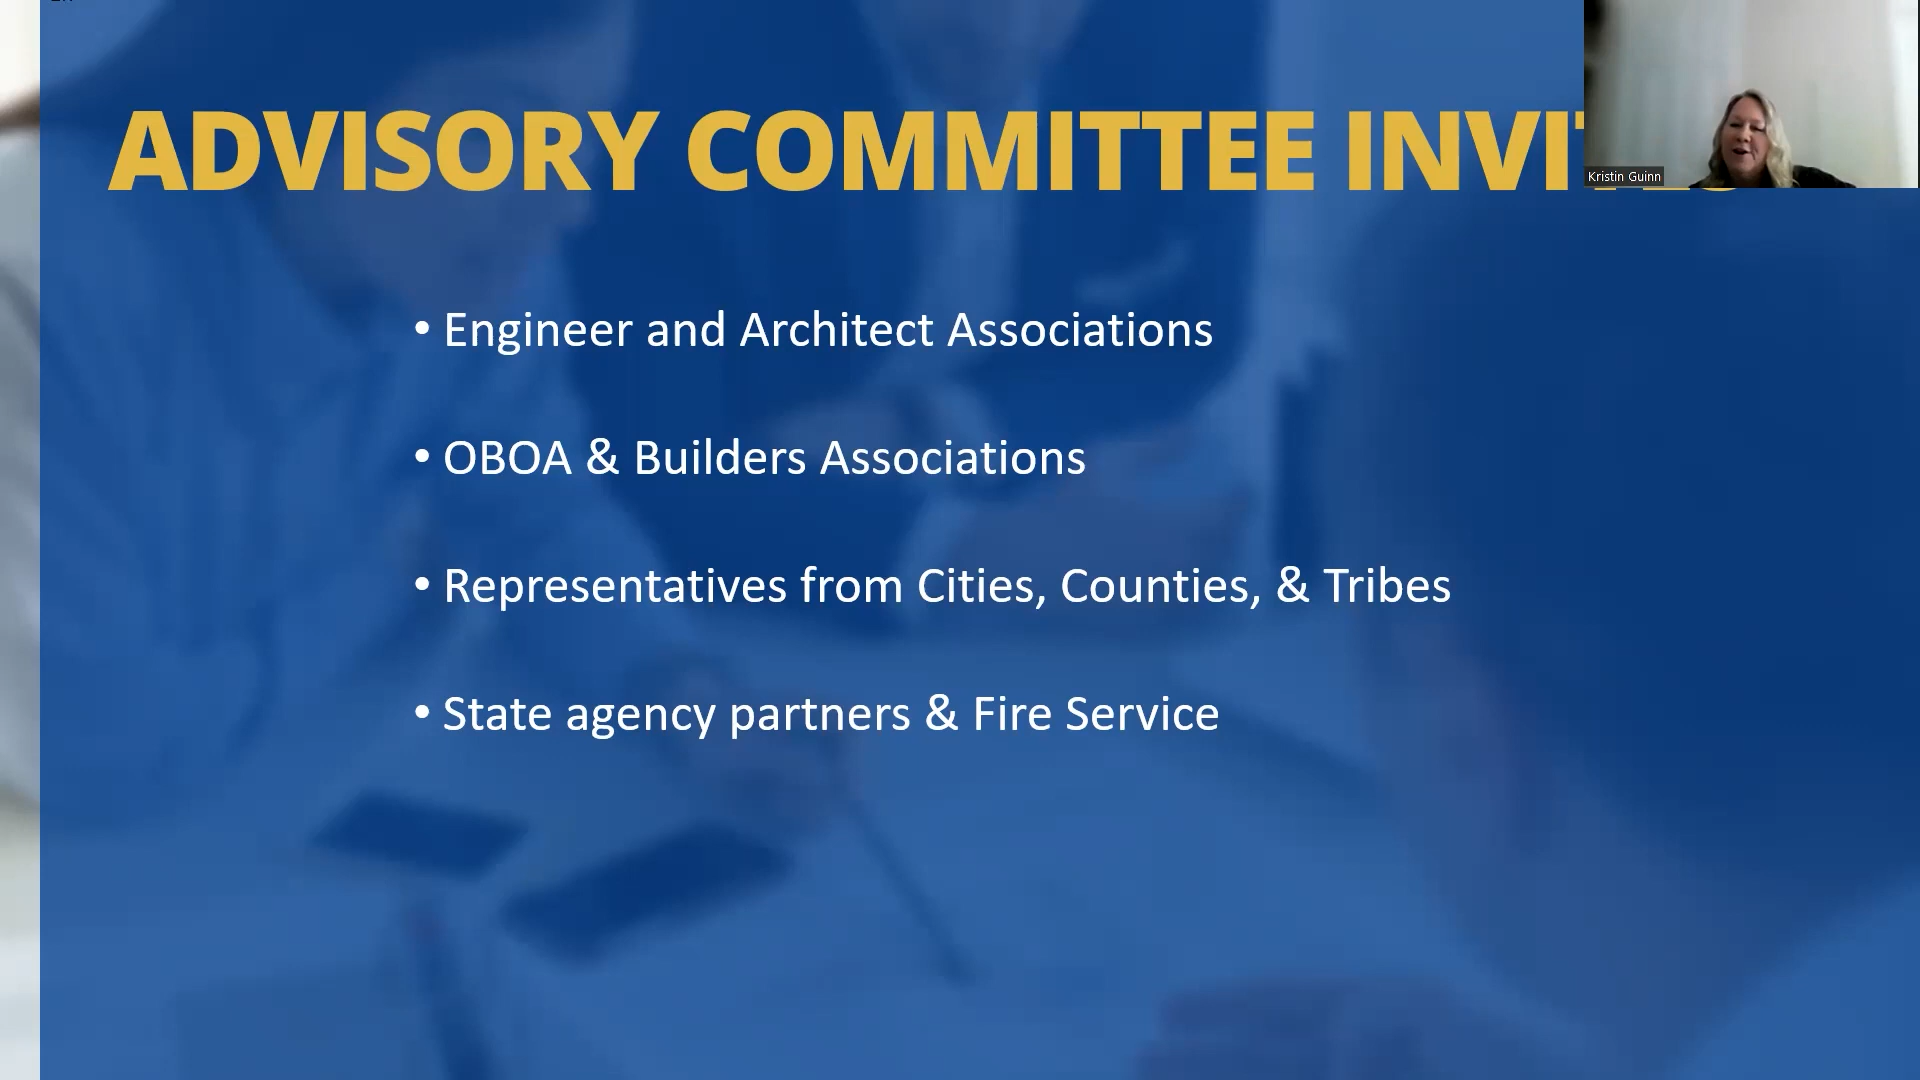 ADVISORY COMMITTEE
Kristin Guinn
• Engineer and Architect Associations
• OBOA & Builders Associations
• Representatives from Cities, Counties, & Tribes
• State agency partners & Fire Service